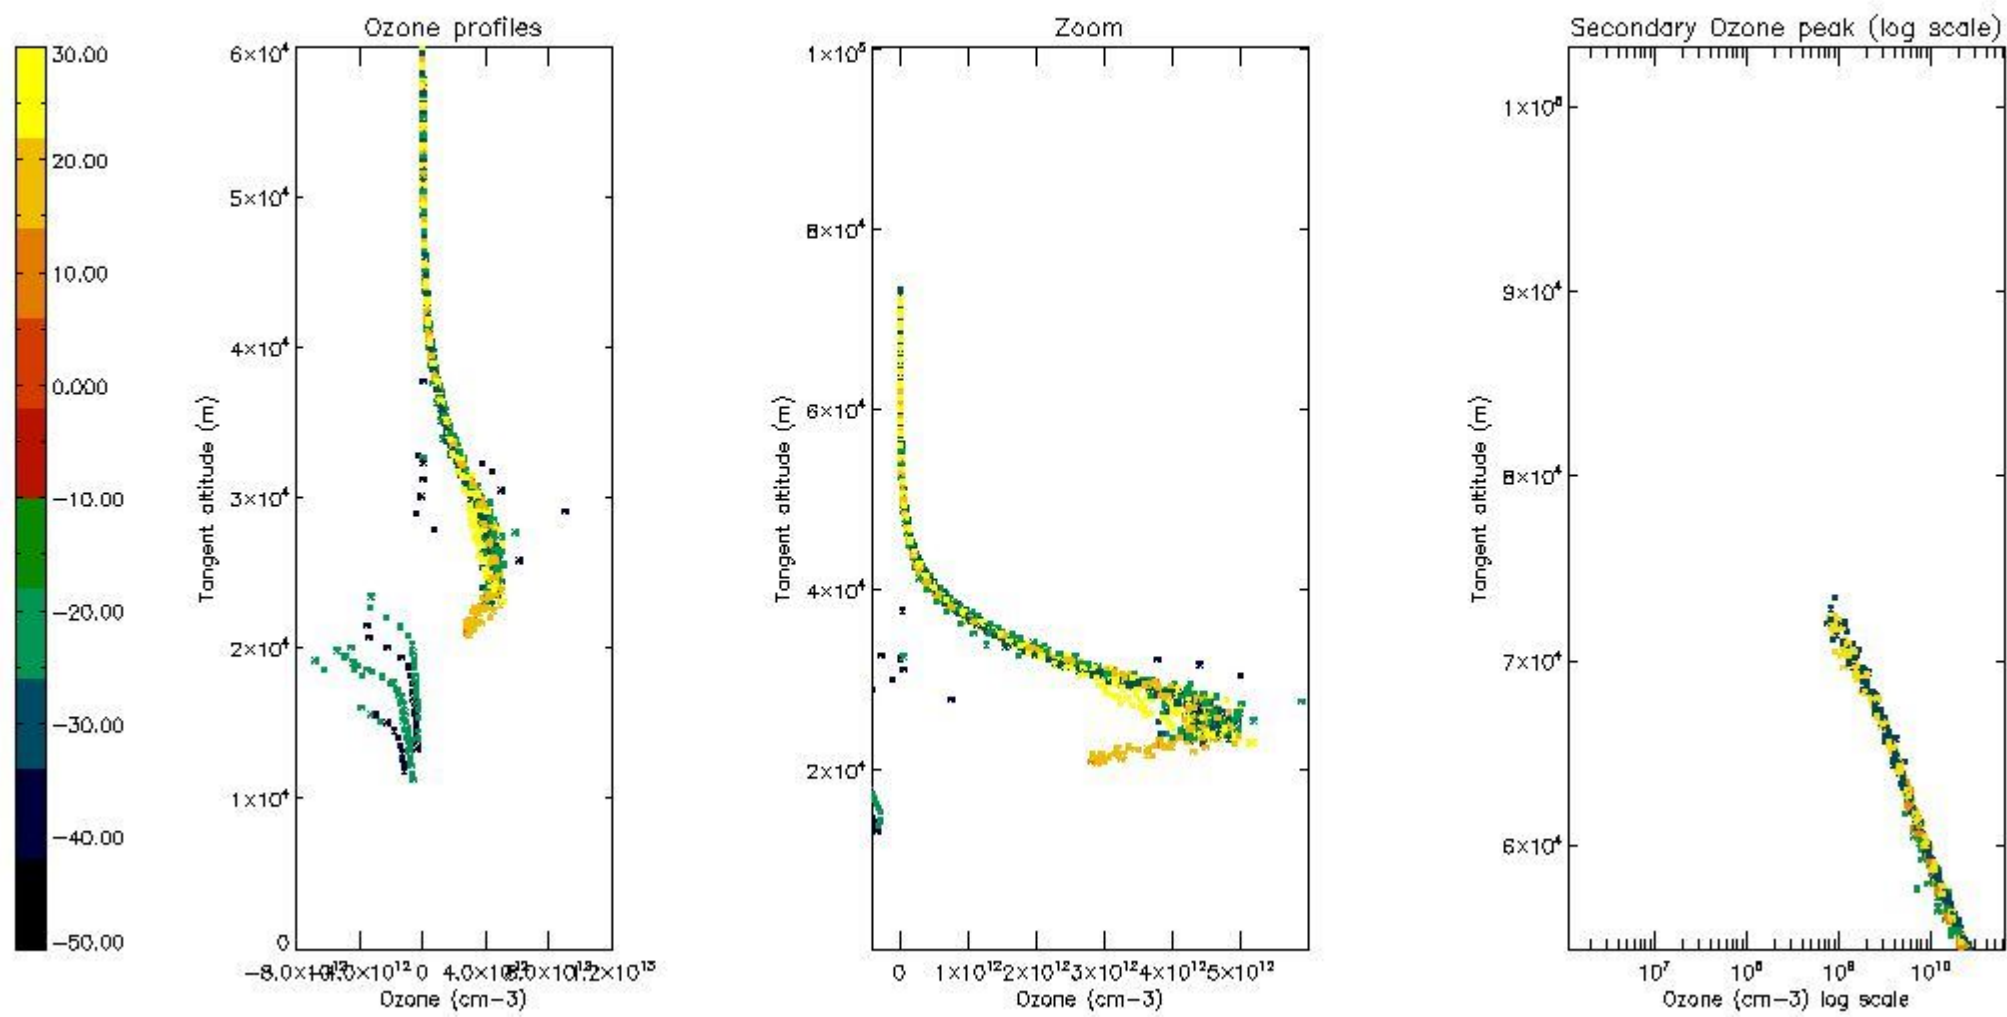 Ozone profiles
Zoom
Secondary Ozone peak (log scale)
30.00
20.00
10.00
0.000
−10.00
−20.00
−30.00
−40.00
−50.00
6×10⁴
5×10⁴
4×10⁴
3×10⁴
2×10⁴
1×10⁴
0
Tangent altitude (m)
0
Ozone (cm−3)
1×10⁵
8×10⁴
6×10⁴
4×10⁴
2×10⁴
Tangent altitude (m)
0 1×10¹² 2×10¹² 3×10¹² 4×10¹² 5×10¹²
Ozone (cm−3)
9×10⁴
8×10⁴
7×10⁴
6×10⁴
Tangent altitude (m)
10⁷ 10⁸ 10⁹ 10¹⁰
Ozone (cm−3) log scale